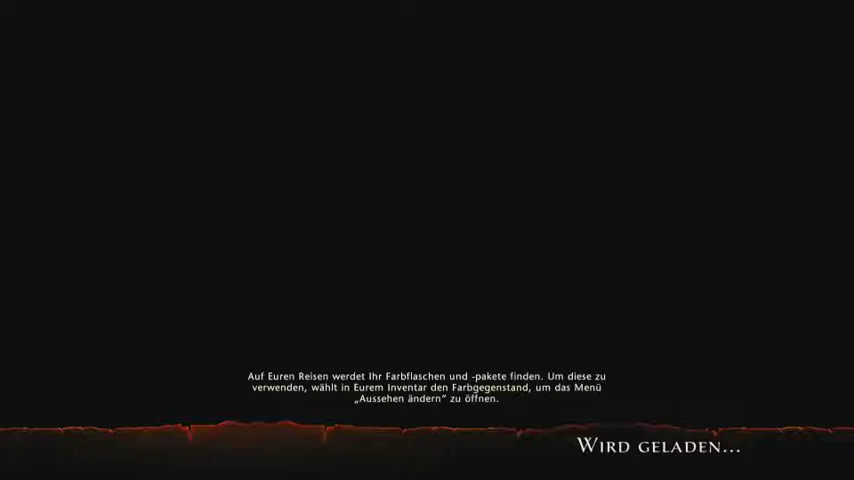 Auf Euren Reisen werdet Ihr Farbflaschen und -pakete finden. Um diese zu
verwenden, wählt in Eurem Inventar den Farbgegenstand, um das Menü
„Aussehen ändern“ zu öffnen.
WIRD GELADEN...